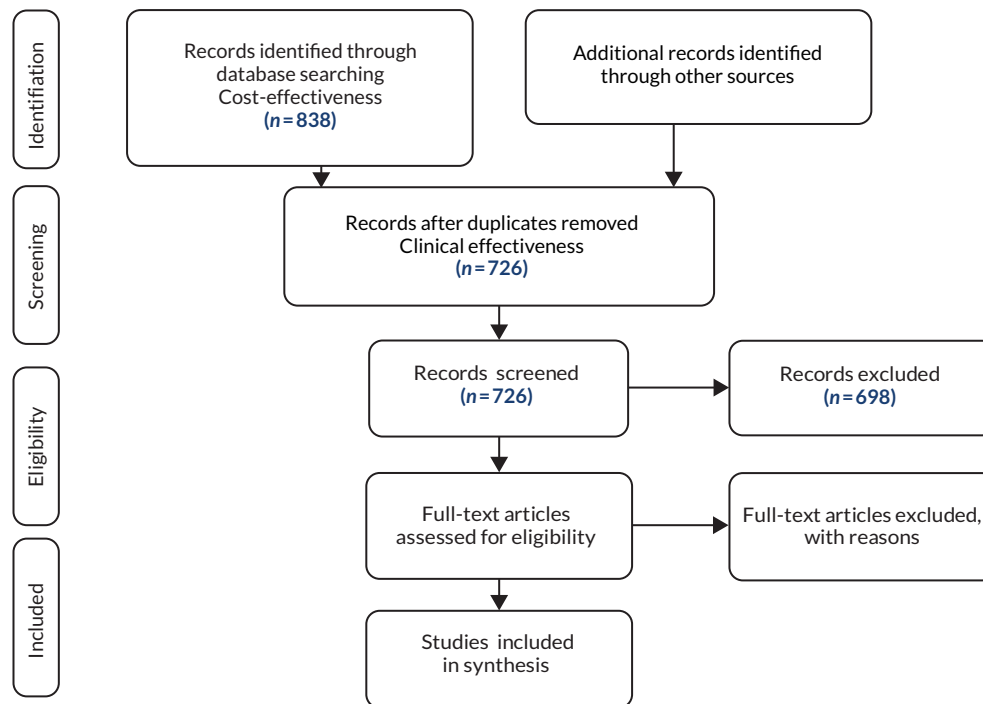 Identifiation
Records identified through
database searching
Cost-effectiveness
(n=838)
Additional records identified
through other sources
Screening
Records after duplicates removed
Clinical effectiveness
(n=726)
Records screened
(n=726)
Records excluded
(n=698)
Eligibility
Full-text articles
assessed for eligibility
Full-text articles excluded,
with reasons
Included
Studies included
in synthesis